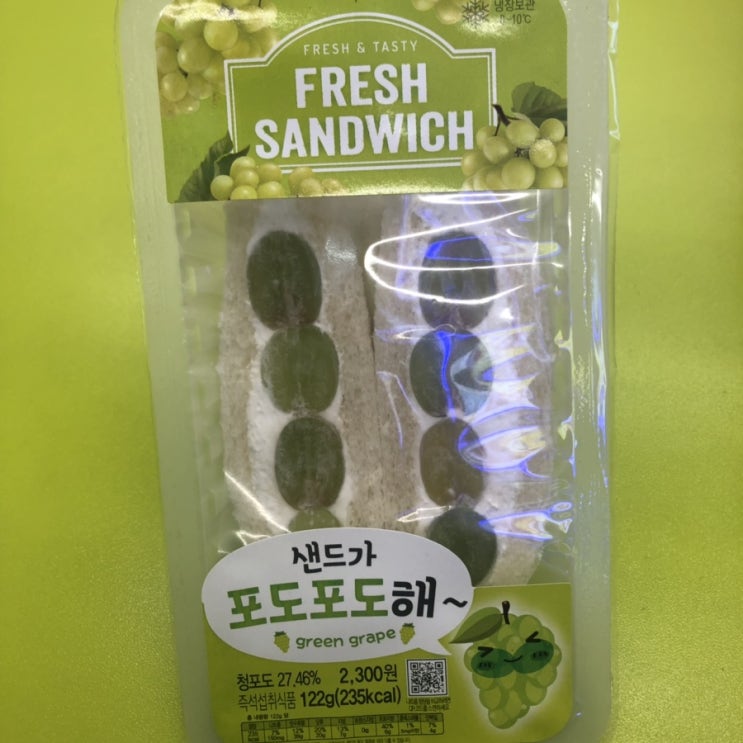 냉장보관
0~10℃
FRESH & TASTY
FRESH
SANDWICH
샌드가
포도포도해~
green grape
청포도 27.46% 2,300원
즉석섭취식품 122g(235kcal)